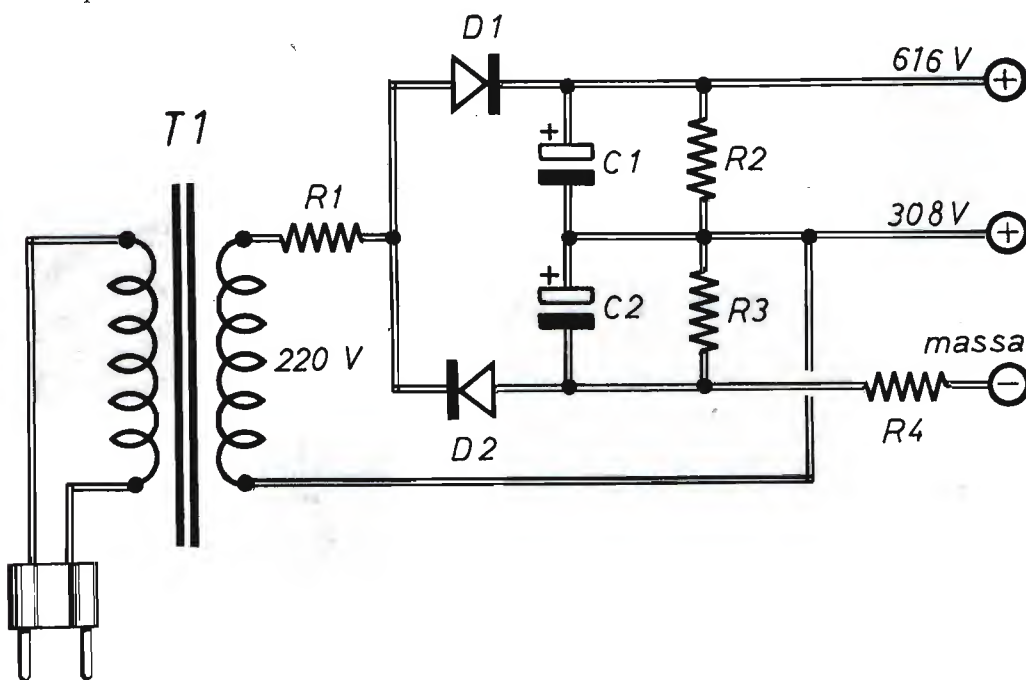 D1
616 V
+
T1
+
C1
R2
R1
308 V
+
+
C2
R3
220 V
massa
-
D2
R4